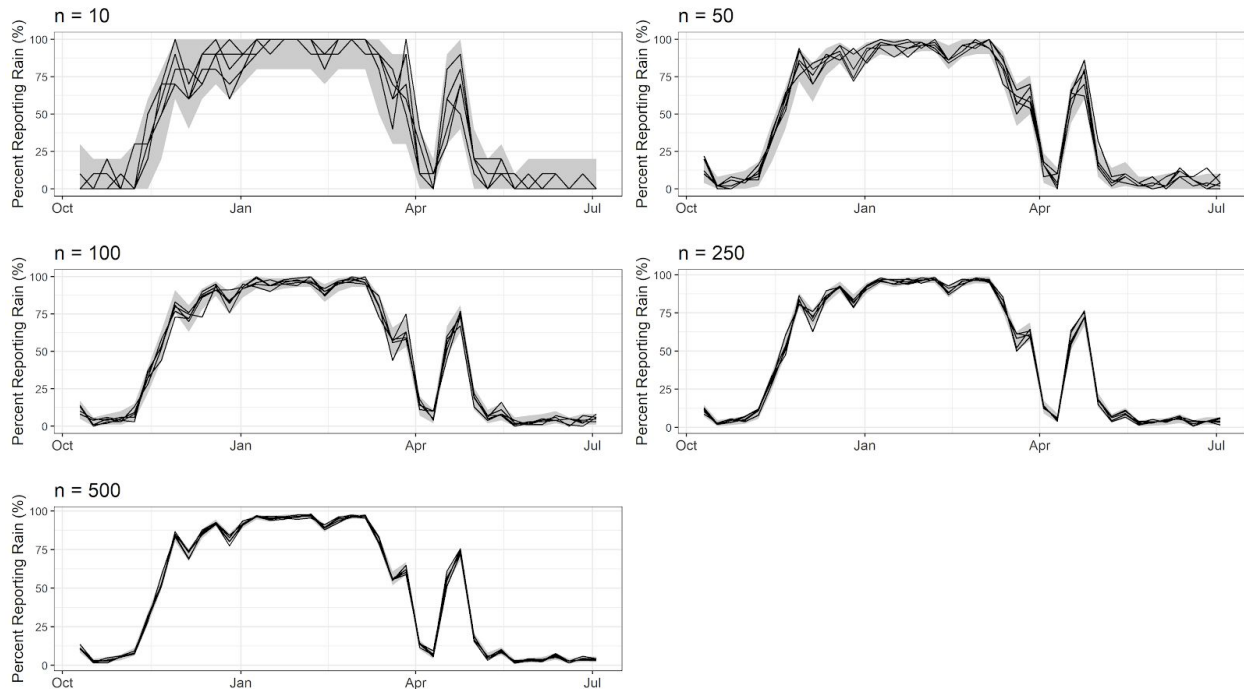 n = 10
Percent Reporting Rain (%)
100
75
50
25
0
Oct
Jan
Apr
Jul
n = 50
Percent Reporting Rain (%)
100
75
50
25
0
Oct
Jan
Apr
Jul
n = 100
Percent Reporting Rain (%)
100
75
50
25
0
Oct
Jan
Apr
Jul
n = 250
Percent Reporting Rain (%)
100
75
50
25
0
Oct
Jan
Apr
Jul
n = 500
Percent Reporting Rain (%)
100
75
50
25
0
Oct
Jan
Apr
Jul